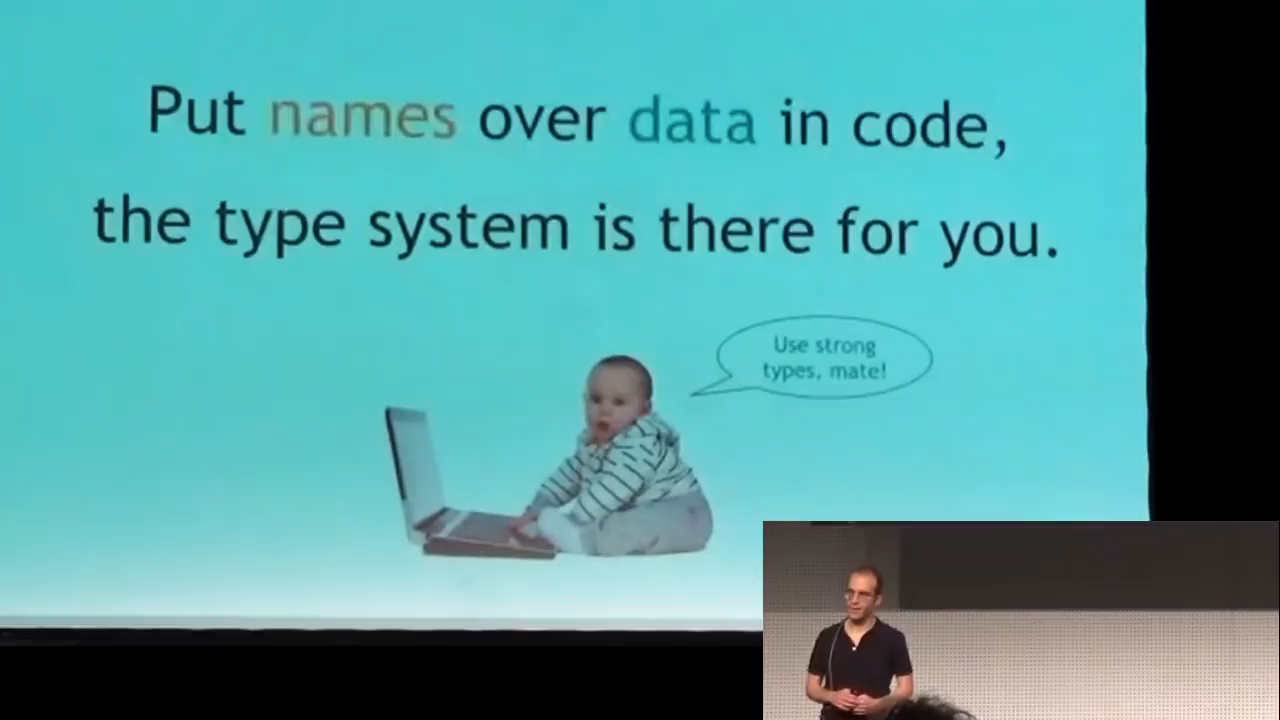 Put names over data in code,
the type system is there for you.
Use strong
types, mate!